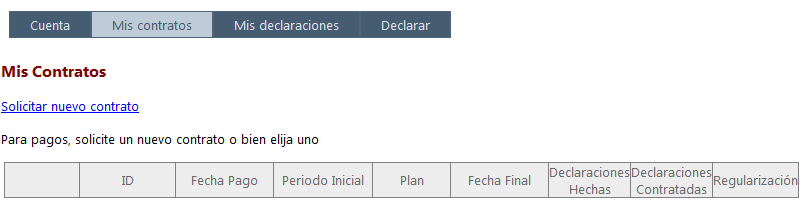 Cuenta Mis contratos Mis declaraciones Declarar
Mis Contratos
Solicitar nuevo contrato
Para pagos, solicite un nuevo contrato o bien elija uno
ID Fecha Pago Periodo Inicial Plan Fecha Final Declaraciones Hechas Declaraciones Contratadas Regularización